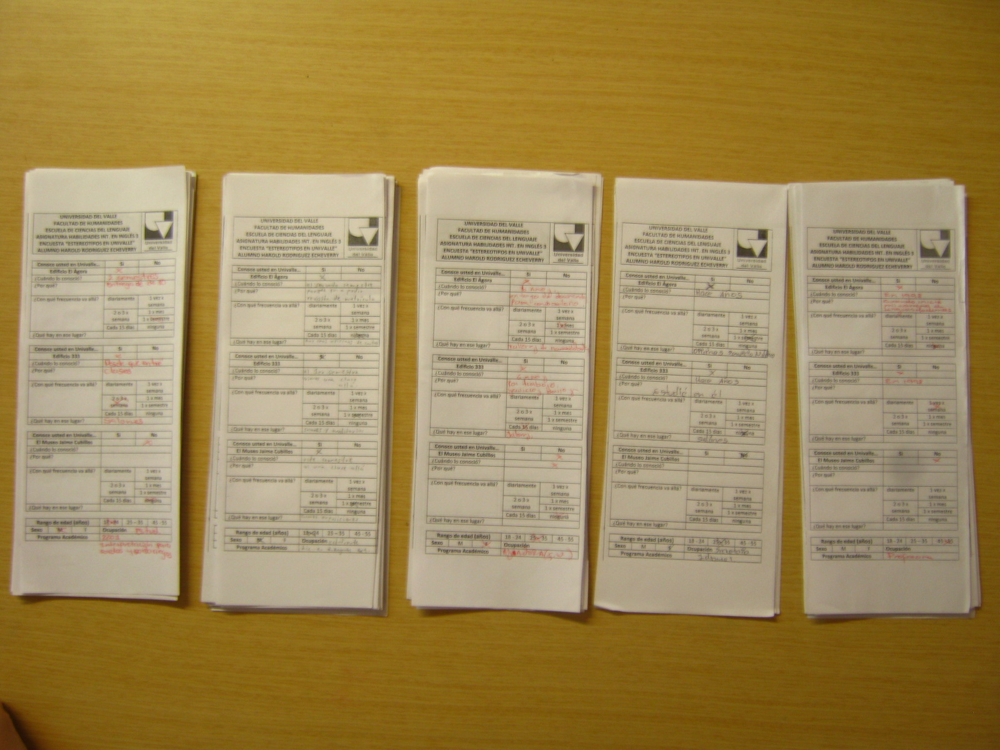 UNIVERSIDAD DEL VALLE
FACULTAD DE HUMANIDADES
ESCUELA DE CIENCIAS DEL LENGUAJE
ASIGNATURA HABILIDADES INT. EN INGLÉS 3
ENCUESTA "ESTEREOTIPOS EN UNIVALLE"
ALUMNO HAROLD RODRIGUEZ ECHEVERRY
Universidad del Valle
Conoce usted en Univalle... Si No
Edificio El Ágora
¿Cuándo lo conoció? 2 semestres
¿Por qué?
¿Con qué frecuencia va allá? diariamente 1 vez x semana
2 o 3 x semana 1 x mes
1 x semestre
Cada 15 días ninguna
¿Qué hay en ese lugar?
Conoce usted en Univalle... Si No
Edificio 333
¿Cuándo lo conoció? Desde que entré
¿Por qué? Clases
¿Con qué frecuencia va allá? diariamente 1 vez x semana
2 o 3 x semana 1 x mes
1 x semestre
Cada 15 días ninguna
¿Qué hay en ese lugar? Salones
Conoce usted en Univalle... Si No
El Museo Jaime Cubillos
¿Cuándo lo conoció?
¿Por qué?
¿Con qué frecuencia va allá? diariamente 1 vez x semana
2 o 3 x semana 1 x mes
1 x semestre
Cada 15 días ninguna
¿Qué hay en ese lugar?
Rango de edad (años) 18 - 24 25 – 35 45 - 55
Sexo M F Ocupación
Programa Académico Interpretación para sordos y
UNIVERSIDAD DEL VALLE
FACULTAD DE HUMANIDADES
ESCUELA DE CIENCIAS DEL LENGUAJE
ASIGNATURA HABILIDADES INT. EN INGLÉS 3
ENCUESTA "ESTEREOTIPOS EN UNIVALLE"
ALUMNO HAROLD RODRIGUEZ ECHEVERRY
Universidad del Valle
Conoce usted en Univalle... Si No
Edificio El Ágora
¿Cuándo lo conoció? el segundo semestre
¿Por qué? porque fui a pedir
revisión de matrícula
¿Con qué frecuencia va allá? diariamente 1 vez x semana
2 o 3 x semana 1 x mes
1 x semestre
Cada 15 días ninguna
¿Qué hay en ese lugar?
Conoce usted en Univalle... Si No
Edificio 333
¿Cuándo lo conoció? el 1er semestre
¿Por qué? una clase
allá
¿Con qué frecuencia va allá? diariamente 1 vez x semana
2 o 3 x semana 1 x mes
1 x semestre
Cada 15 días ninguna
¿Qué hay en ese lugar?
Conoce usted en Univalle... Si No
El Museo Jaime Cubillos
¿Cuándo lo conoció? este semestre
¿Por qué? vi una clase allá
¿Con qué frecuencia va allá? diariamente 1 vez x semana
2 o 3 x semana 1 x mes
1 x semestre
Cada 15 días ninguna
¿Qué hay en ese lugar?
Rango de edad (años) 18 - 24 25 – 35 45 - 55
Sexo M F Ocupación
Programa Académico
UNIVERSIDAD DEL VALLE
FACULTAD DE HUMANIDADES
ESCUELA DE CIENCIAS DEL LENGUAJE
ASIGNATURA HABILIDADES INT. EN INGLÉS 3
ENCUESTA "ESTEREOTIPOS EN UNIVALLE"
ALUMNO HAROLD RODRIGUEZ ECHEVERRY
Universidad del Valle
Conoce usted en Univalle... Si No
Edificio El Ágora
¿Cuándo lo conoció?
¿Por qué?
¿Con qué frecuencia va allá? diariamente 1 vez x semana
2 o 3 x semana 1 x mes
1 x semestre
Cada 15 días ninguna
¿Qué hay en ese lugar?
Conoce usted en Univalle... Si No
Edificio 333
¿Cuándo lo conoció?
¿Por qué? Por trabajo
servicio
¿Con qué frecuencia va allá? diariamente 1 vez x semana
2 o 3 x semana 1 x mes
1 x semestre
Cada 15 días ninguna
¿Qué hay en ese lugar? Salones
Conoce usted en Univalle... Si No
El Museo Jaime Cubillos
¿Cuándo lo conoció?
¿Por qué?
¿Con qué frecuencia va allá? diariamente 1 vez x semana
2 o 3 x semana 1 x mes
1 x semestre
Cada 15 días ninguna
¿Qué hay en ese lugar?
Rango de edad (años) 18 - 24 25 – 35 45 - 55
Sexo M F Ocupación
Programa Académico
UNIVERSIDAD DEL VALLE
FACULTAD DE HUMANIDADES
ESCUELA DE CIENCIAS DEL LENGUAJE
ASIGNATURA HABILIDADES INT. EN INGLÉS 3
ENCUESTA "ESTEREOTIPOS EN UNIVALLE"
ALUMNO HAROLD RODRIGUEZ ECHEVERRY
Universidad del Valle
Conoce usted en Univalle... Si No
Edificio El Ágora
¿Cuándo lo conoció? Hace Años
¿Por qué?
¿Con qué frecuencia va allá? diariamente 1 vez x semana
2 o 3 x semana 1 x mes
1 x semestre
Cada 15 días ninguna
¿Qué hay en ese lugar? Oficinas
Conoce usted en Univalle... Si No
Edificio 333
¿Cuándo lo conoció? Hace Años
¿Por qué? Estudié en él
¿Con qué frecuencia va allá? diariamente 1 vez x semana
2 o 3 x semana 1 x mes
1 x semestre
Cada 15 días ninguna
¿Qué hay en ese lugar? Salones
Conoce usted en Univalle... Si No
El Museo Jaime Cubillos
¿Cuándo lo conoció?
¿Por qué?
¿Con qué frecuencia va allá? diariamente 1 vez x semana
2 o 3 x semana 1 x mes
1 x semestre
Cada 15 días ninguna
¿Qué hay en ese lugar?
Rango de edad (años) 18 - 24 25 – 35 45 - 55
Sexo M F Ocupación
Programa Académico Idiomas
UNIVERSIDAD DEL VALLE
FACULTAD DE HUMANIDADES
ESCUELA DE CIENCIAS DEL LENGUAJE
ASIGNATURA HABILIDADES INT. EN INGLÉS 3
ENCUESTA "ESTEREOTIPOS EN UNIVALLE"
ALUMNO HAROLD RODRIGUEZ ECHEVERRY
Universidad del Valle
Conoce usted en Univalle... Si No
Edificio El Ágora
¿Cuándo lo conoció? En 1998
¿Por qué?
¿Con qué frecuencia va allá? diariamente 1 vez x semana
2 o 3 x semana 1 x mes
1 x semestre
Cada 15 días ninguna
¿Qué hay en ese lugar?
Conoce usted en Univalle... Si No
Edificio 333
¿Cuándo lo conoció? En 1998
¿Por qué?
¿Con qué frecuencia va allá? diariamente 1 vez x semana
2 o 3 x semana 1 x mes
1 x semestre
Cada 15 días ninguna
¿Qué hay en ese lugar?
Conoce usted en Univalle... Si No
El Museo Jaime Cubillos
¿Cuándo lo conoció?
¿Por qué?
¿Con qué frecuencia va allá? diariamente 1 vez x semana
2 o 3 x semana 1 x mes
1 x semestre
Cada 15 días ninguna
¿Qué hay en ese lugar?
Rango de edad (años) 18 - 24 25 – 35 45 - 55
Sexo M F Ocupación
Programa Académico Profesora